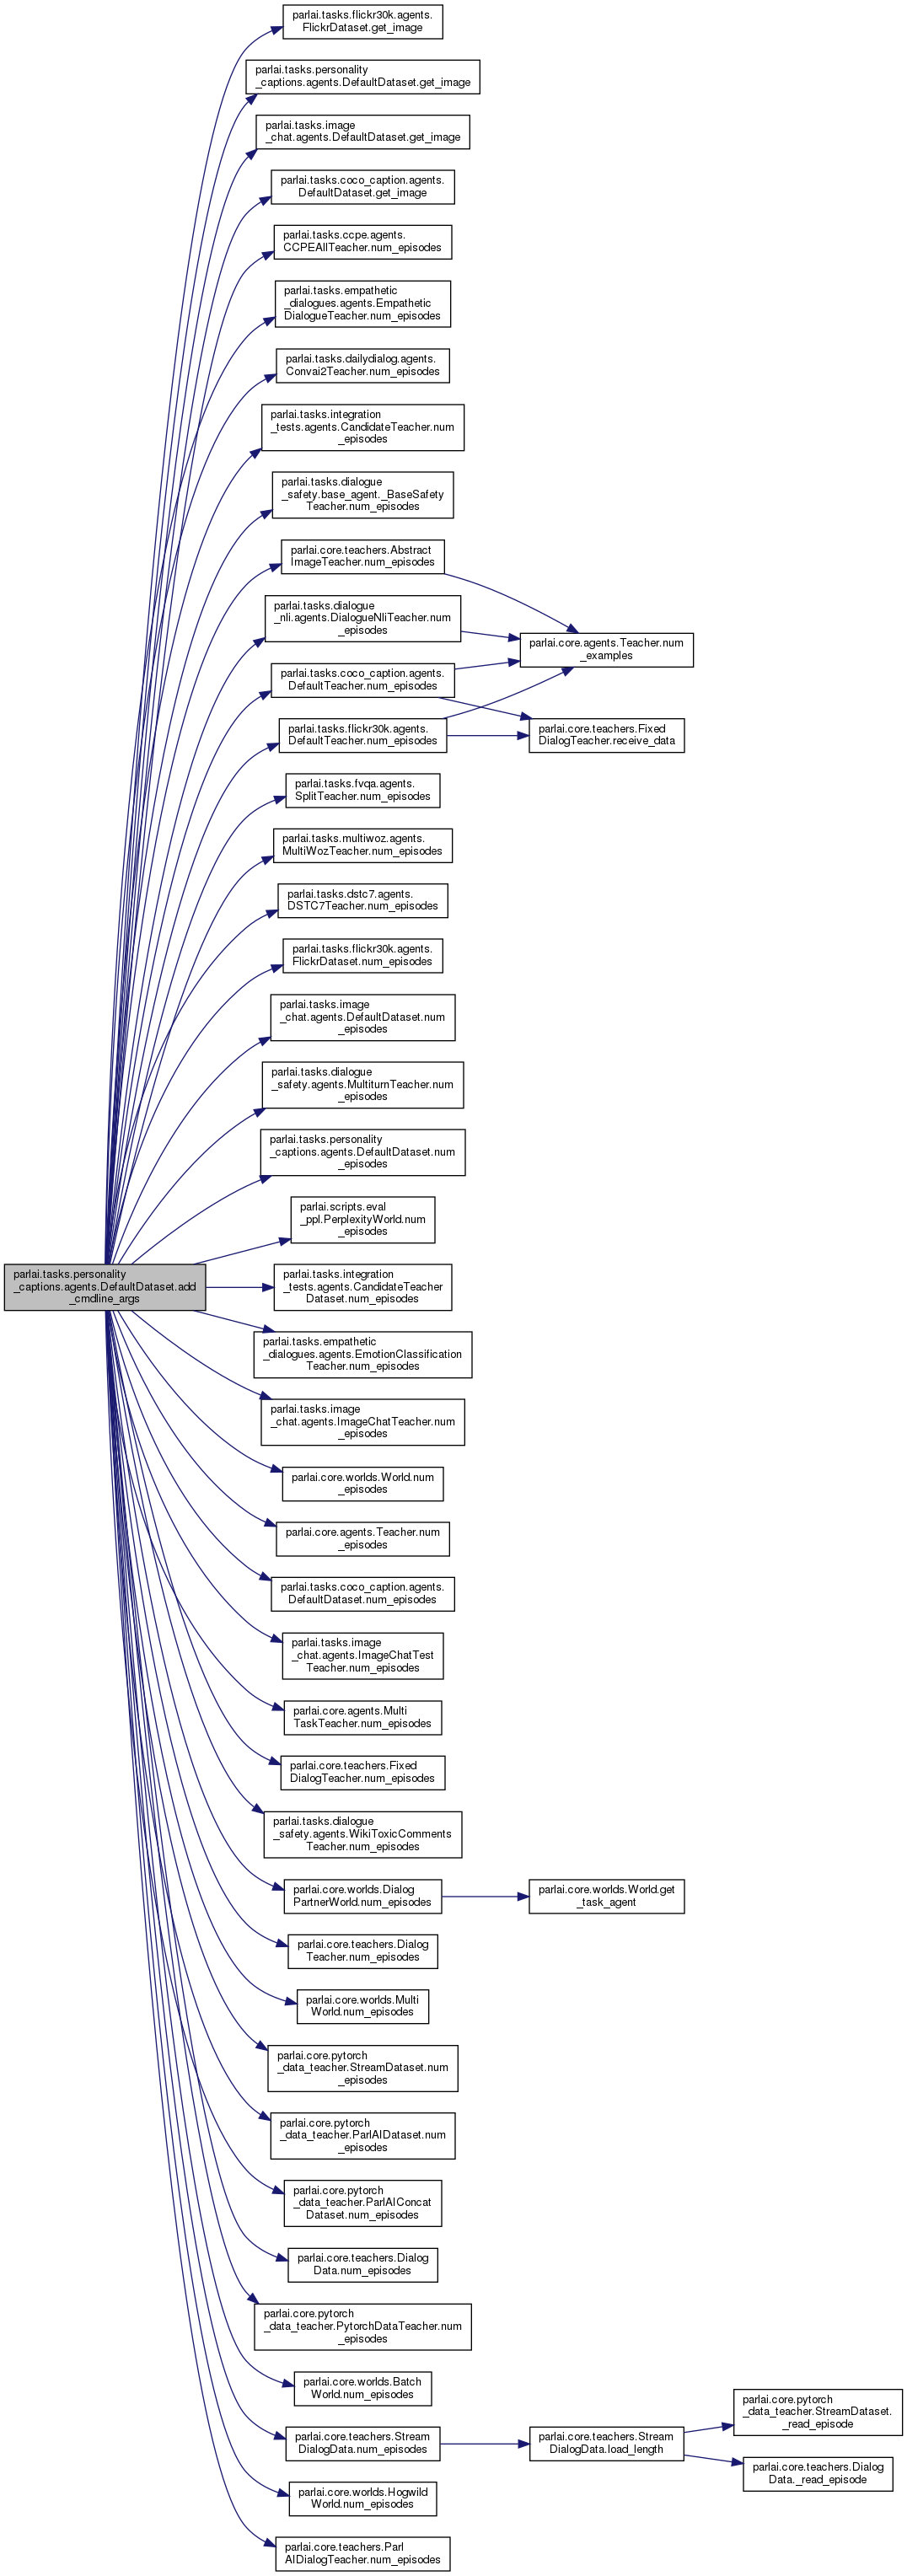 parlai.tasks.flickr30k.agents.
FlickrDataset.get_image
parlai.tasks.personality
_captions.agents.DefaultDataset.get_image
parlai.tasks.image
_chat.agents.DefaultDataset.get_image
parlai.tasks.coco_caption.agents.
DefaultDataset.get_image
parlai.tasks.ccpe.agents.
CCPEAllTeacher.num_episodes
parlai.tasks.empathetic
_dialogues.agents.Empathetic
DialogueTeacher.num_episodes
parlai.tasks.dailydialog.agents.
Convai2Teacher.num_episodes
parlai.tasks.integration
_tests.agents.CandidateTeacher.num
_episodes
parlai.tasks.dialogue
_safety.base_agent._BaseSafety
Teacher.num_episodes
parlai.core.teachers.Abstract
ImageTeacher.num_episodes
parlai.tasks.dialogue
_nli.agents.DialogueNliTeacher.num
_episodes
parlai.core.agents.Teacher.num
_examples
parlai.tasks.coco_caption.agents.
DefaultTeacher.num_episodes
parlai.tasks.flickr30k.agents.
DefaultTeacher.num_episodes
parlai.core.teachers.Fixed
DialogTeacher.receive_data
parlai.tasks.fvqa.agents.
SplitTeacher.num_episodes
parlai.tasks.multiwoz.agents.
MultiWozTeacher.num_episodes
parlai.tasks.dstc7.agents.
DSTC7Teacher.num_episodes
parlai.tasks.flickr30k.agents.
FlickrDataset.num_episodes
parlai.tasks.image
_chat.agents.DefaultDataset.num
_episodes
parlai.tasks.dialogue
_safety.agents.MultiturnTeacher.num
_episodes
parlai.tasks.personality
_captions.agents.DefaultDataset.num
_episodes
parlai.scripts.eval
_ppl.PerplexityWorld.num
_episodes
parlai.tasks.personality
_captions.agents.DefaultDataset.add
_cmdline_args
parlai.tasks.integration
_tests.agents.CandidateTeacher
Dataset.num_episodes
parlai.tasks.empathetic
_dialogues.agents.EmotionClassification
Teacher.num_episodes
parlai.tasks.image
_chat.agents.ImageChatTeacher.num
_episodes
parlai.core.worlds.World.num
_episodes
parlai.core.agents.Teacher.num
_episodes
parlai.tasks.coco_caption.agents.
DefaultDataset.num_episodes
parlai.tasks.image
_chat.agents.ImageChatTest
Teacher.num_episodes
parlai.core.agents.Multi
TaskTeacher.num_episodes
parlai.core.teachers.Fixed
DialogTeacher.num_episodes
parlai.tasks.dialogue
_safety.agents.WikiToxicComments
Teacher.num_episodes
parlai.core.worlds.Dialog
PartnerWorld.num_episodes
parlai.core.worlds.World.get
_task_agent
parlai.core.teachers.Dialog
Teacher.num_episodes
parlai.core.worlds.Multi
World.num_episodes
parlai.core.pytorch
_data_teacher.StreamDataset.num
_episodes
parlai.core.pytorch
_data_teacher.ParlAIDataset.num
_episodes
parlai.core.pytorch
_data_teacher.ParlAIConcat
Dataset.num_episodes
parlai.core.teachers.Dialog
Data.num_episodes
parlai.core.pytorch
_data_teacher.PytorchDataTeacher.num
_episodes
parlai.core.worlds.Batch
World.num_episodes
parlai.core.teachers.Stream
DialogData.num_episodes
parlai.core.teachers.Stream
DialogData.load_length
parlai.core.pytorch
_data_teacher.StreamDataset.
_read_episode
parlai.core.teachers.Dialog
Data._read_episode
parlai.core.worlds.Hogwild
World.num_episodes
parlai.core.teachers.Parl
AIDialogTeacher.num_episodes